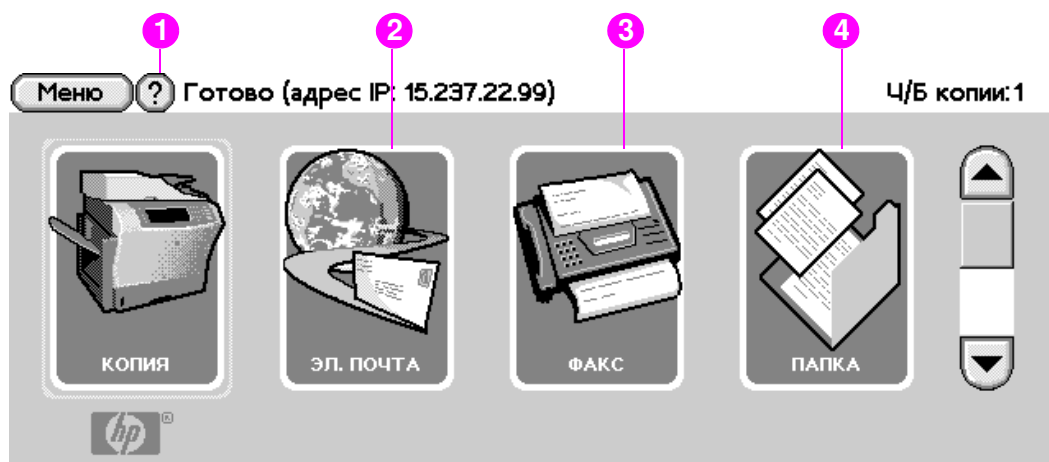 1 2 3 4
Меню ? Готово (адрес IP: 15.237.22.99) Ч/Б копии:1
КОПИЯ ЭЛ. ПОЧТА ФАКС ПАПКА
hp®